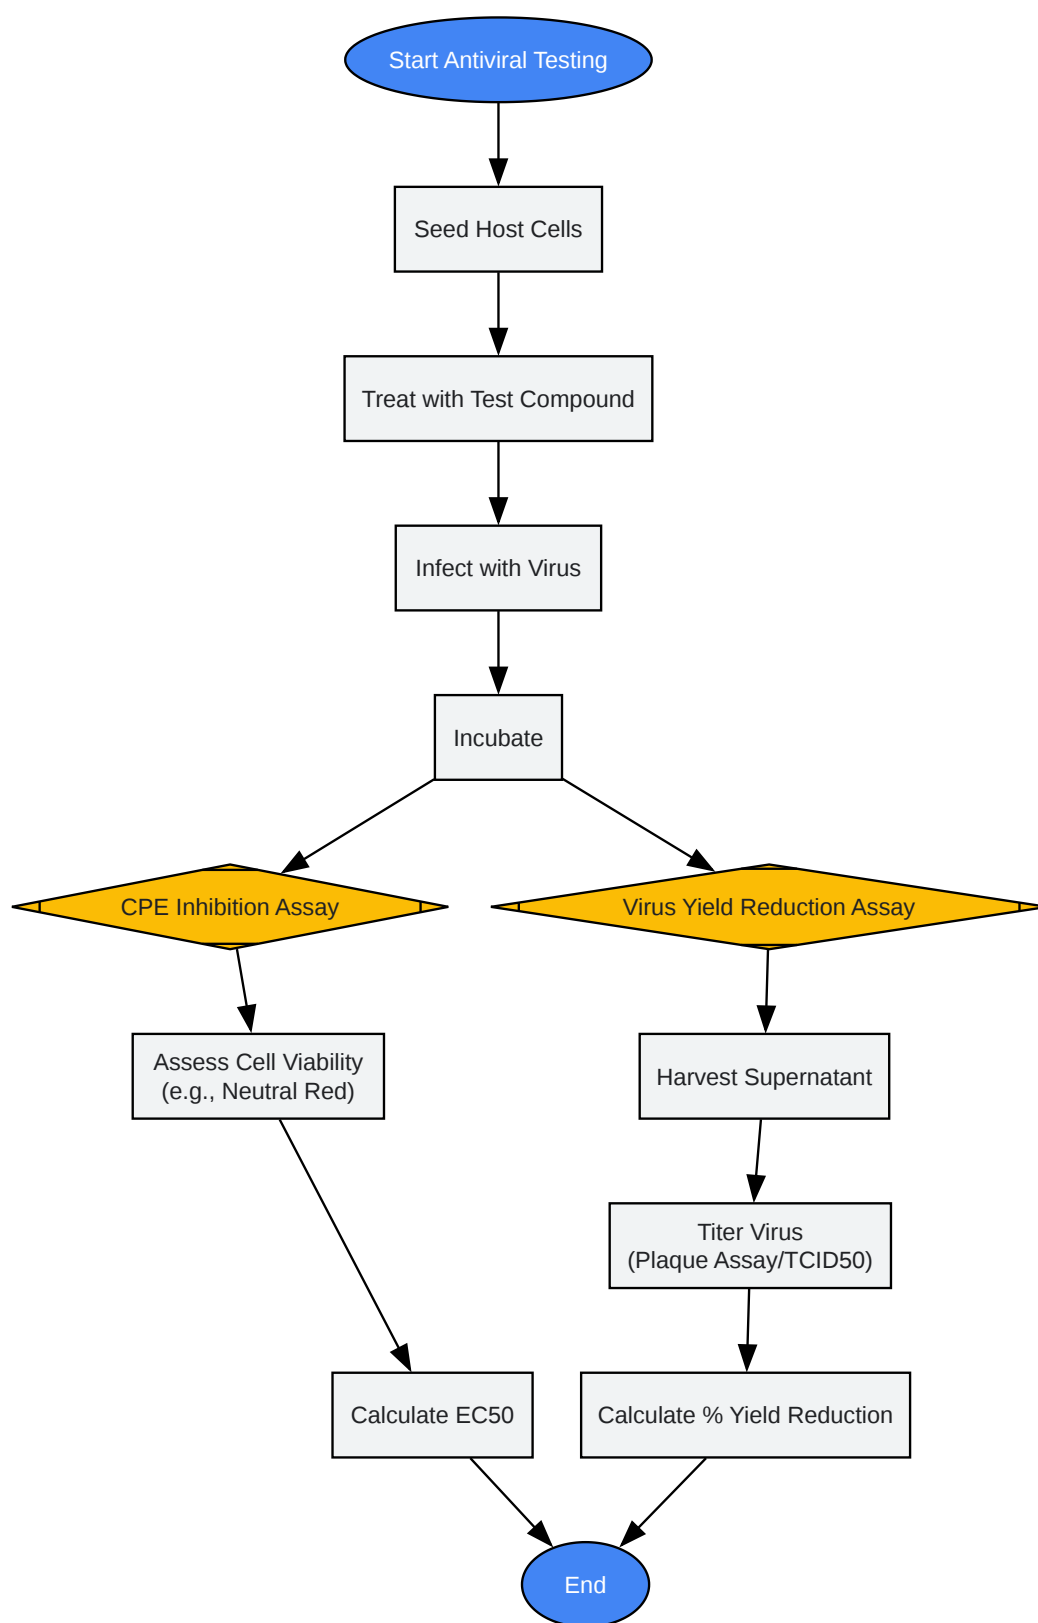 Start Antiviral Testing
Seed Host Cells
Treat with Test Compound
Infect with Virus
Incubate
CPE Inhibition Assay
Virus Yield Reduction Assay
Assess Cell Viability
(e.g., Neutral Red)
Harvest Supernatant
Titer Virus
(Plaque Assay/TCID50)
Calculate EC50
Calculate % Yield Reduction
End